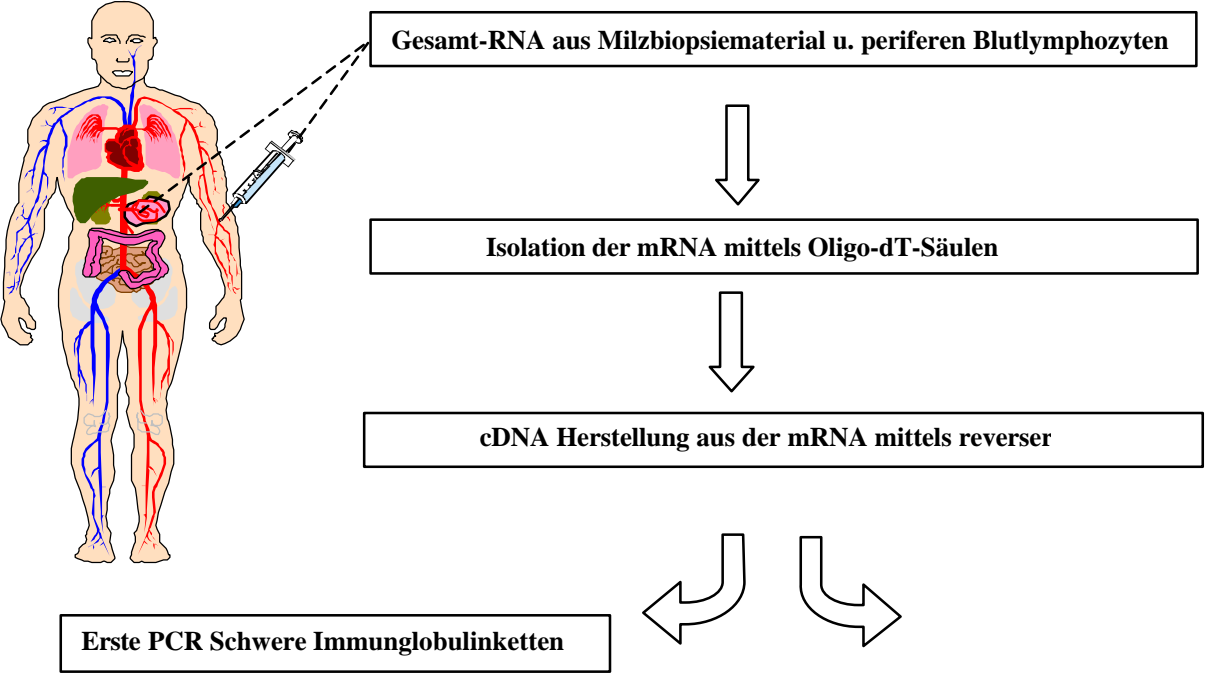 Gesamt-RNA aus Milzbiopsiematerial u. periferen Blutlymphozyten
Isolation der mRNA mittels Oligo-dT-Säulen
cDNA Herstellung aus der mRNA mittels reverser
Erste PCR Schwere Immunglobulinketten